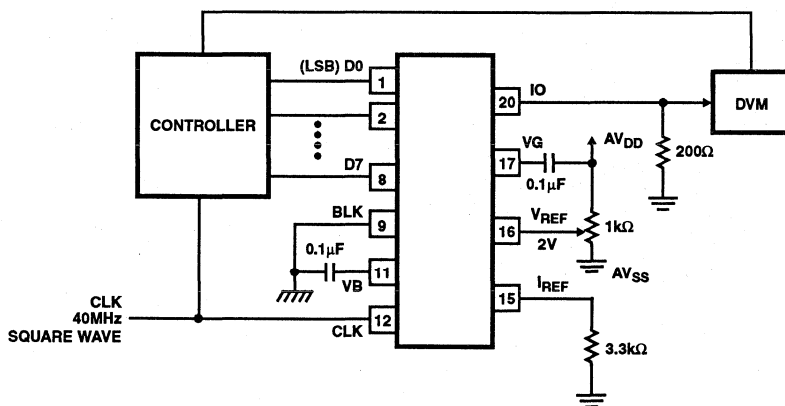 CONTROLLER
(LSB) D0
1
2
D7
8
BLK
9
0.1μF
11
VB
12
CLK
CLK
40MHz
SQUARE WAVE
20
IO
DVM
200Ω
VG
17
0.1μF
AVDD
16
VREF
2V
1kΩ
AVSS
15
IREF
3.3kΩ